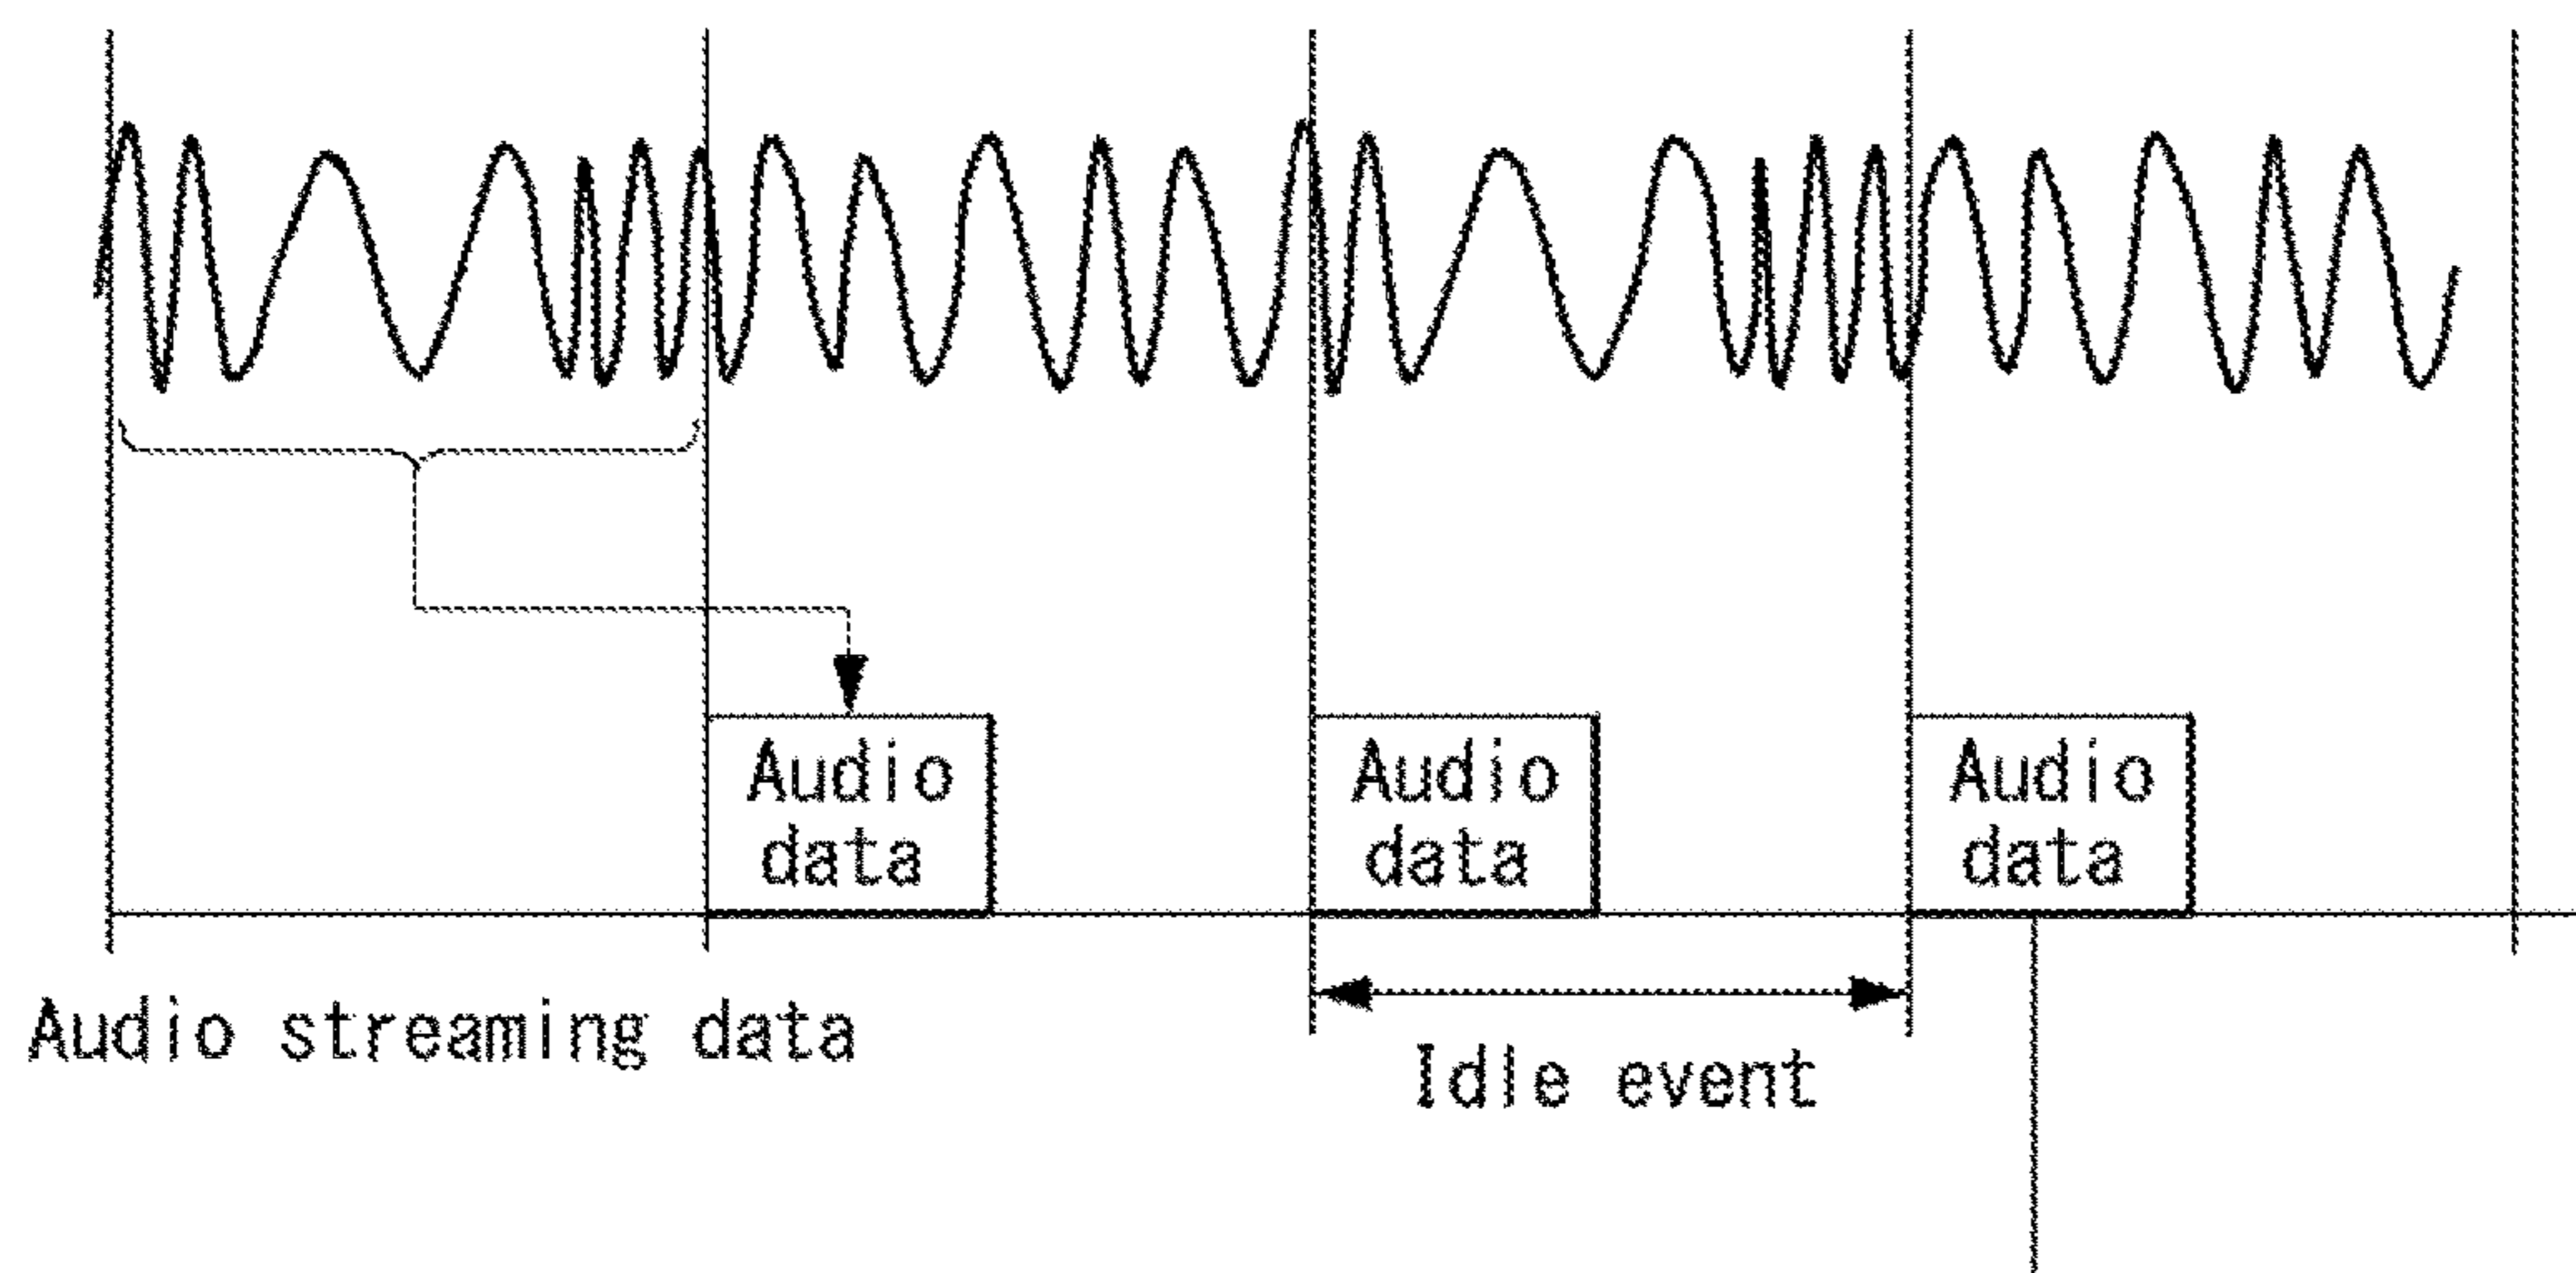 Audio
data
Audio
data
Audio
data
Audio streaming data
Idle event